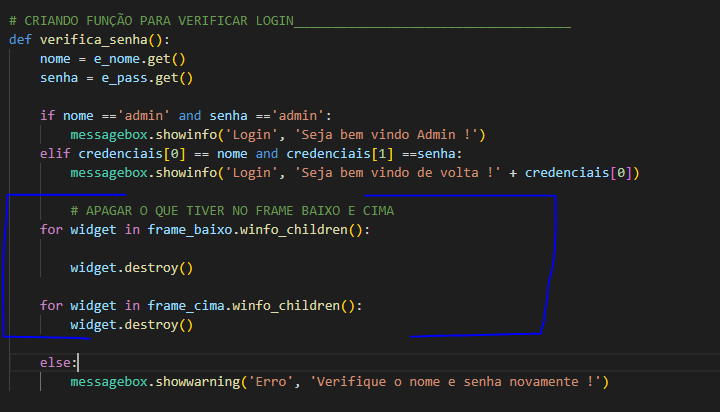 # CRIANDO FUNÇÃO PARA VERIFICAR LOGIN____________________________________
def verifica_senha():
    nome = e_nome.get()
    senha = e_pass.get()

    if nome =='admin' and senha =='admin':
        messagebox.showinfo('Login', 'Seja bem vindo Admin !')
    elif credenciais[0] == nome and credenciais[1] ==senha:
        messagebox.showinfo('Login', 'Seja bem vindo de volta !' + credenciais[0])

        # APAGAR O QUE TIVER NO FRAME BAIXO E CIMA
    for widget in frame_baixo.winfo_children():

        widget.destroy()

    for widget in frame_cima.winfo_children():
        widget.destroy()

    else:
        messagebox.showwarning('Erro', 'Verifique o nome e senha novamente !')